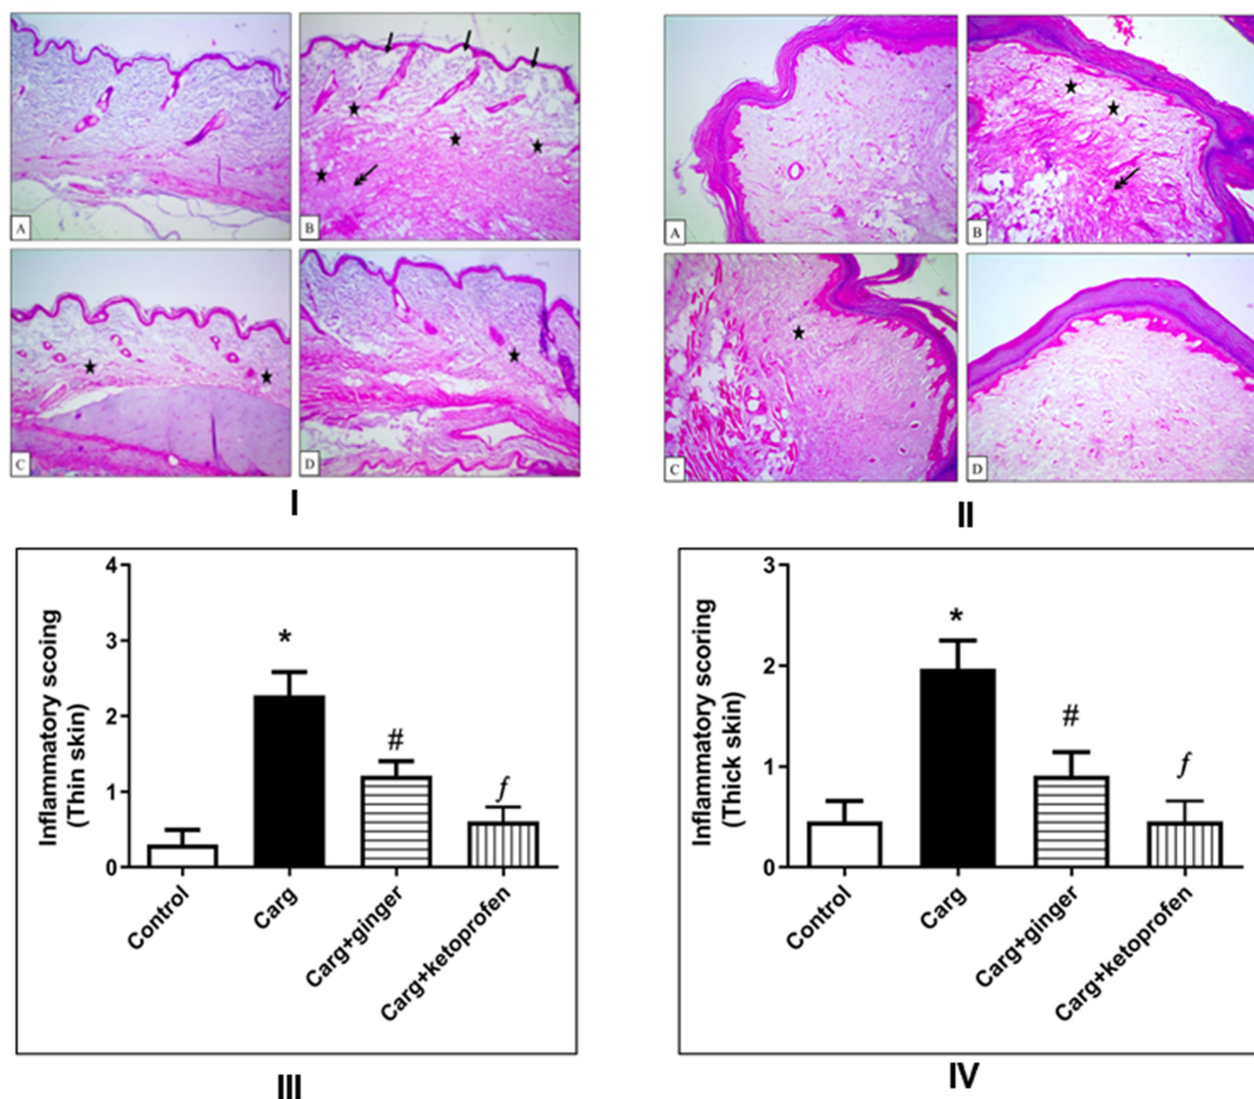 A
B
C
D
I
A
B
C
D
II
Inflammatory scoing
(Thin skin)
4
3
2
1
0
*
#
ƒ
Control
Carg
Carg+ginger
Carg+ketoprofen
III
Inflammatory scoring
(Thick skin)
3
2
1
0
*
#
ƒ
Control
Carg
Carg+ginger
Carg+ketoprofen
IV